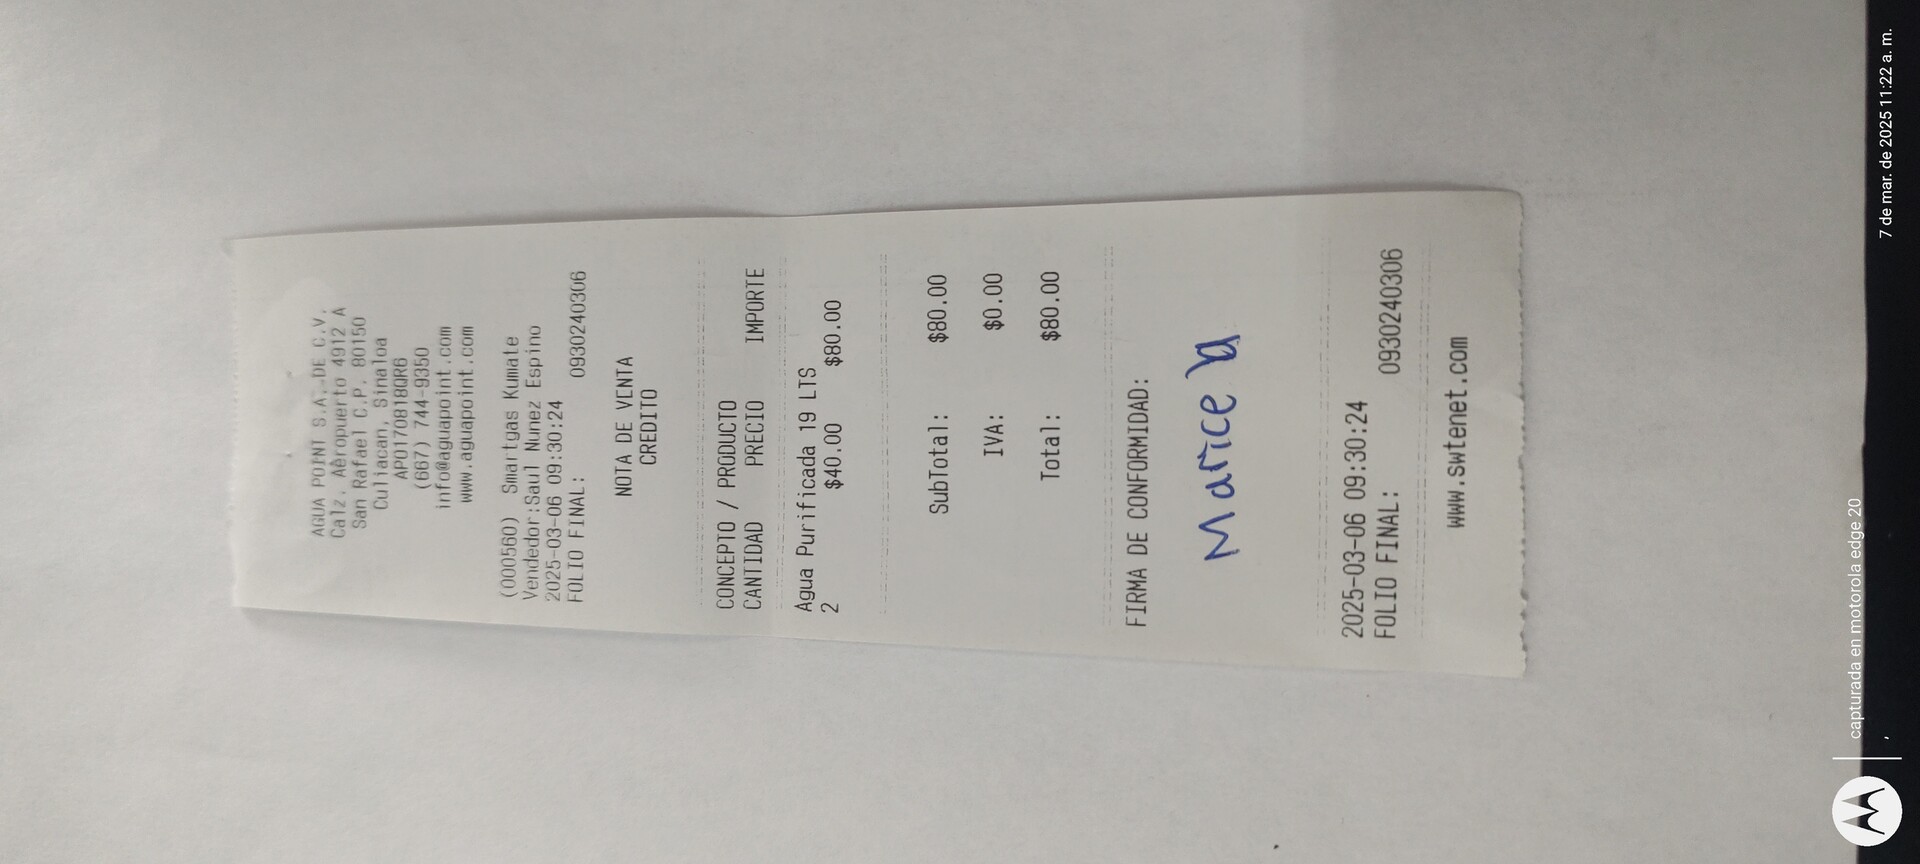 AGUA POINT S.A. DE C.V.
Calz. Aeropuerto 4912 A
San Rafael C.P. 80150
Culiacan, Sinaloa
APO170818QR6
(667) 744-9350
info@aguapoint.com
www.aguapoint.com
(000560) Smartgas Kumate
Vendedor:Saul Nunez Espino
2025-03-06 09:30:24
FOLIO FINAL: 0930240306
NOTA DE VENTA
CREDITO
CONCEPTO / PRODUCTO
CANTIDAD PRECIO IMPORTE
Agua Purificada 19 LTS
2 $40.00 $80.00
SubTotal: $80.00
IVA: $0.00
Total: $80.00
FIRMA DE CONFORMIDAD:
Marice
2025-03-06 09:30:24
FOLIO FINAL: 0930240306
www.swtenet.com
capturada en motorola edge 20
7 de mar. de 2025 11:22 a. m.